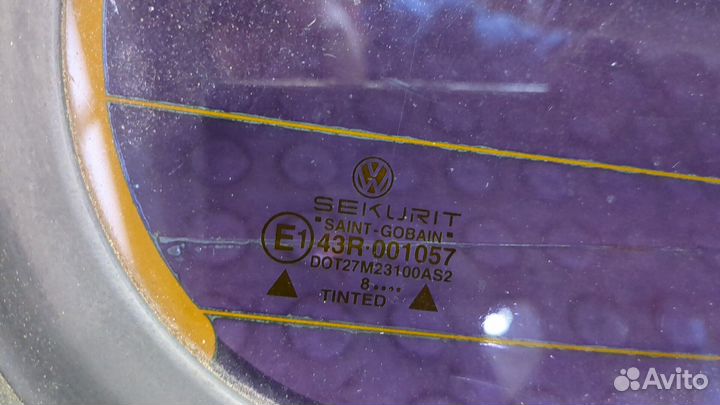 SEKURIT
"SAINT-GOBAIN"
E1 43R-001057
DOT27M23100AS2
8....
TINTED
Avito